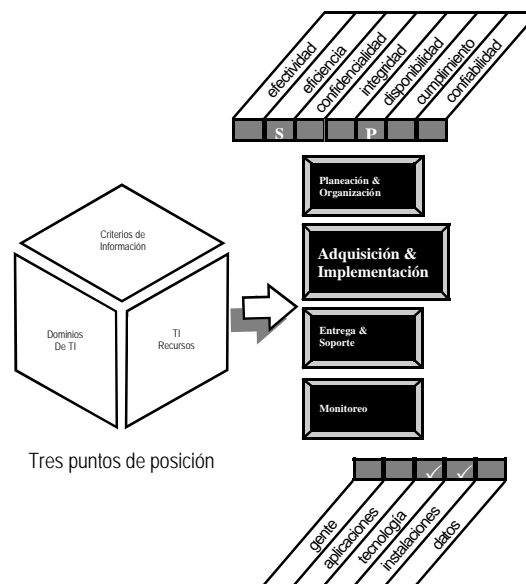 efectividad
eficiencia
confidencialidad
integridad
disponibilidad
cumplimiento
confiabilidad
S P
Planeación &
Organización
Criterios de
Información
Adquisición &
Implementación
Dominios
De TI
TI
Recursos
Entrega &
Soporte
Monitoreo
Tres puntos de posición
gente
aplicaciones
tecnología
instalaciones
datos